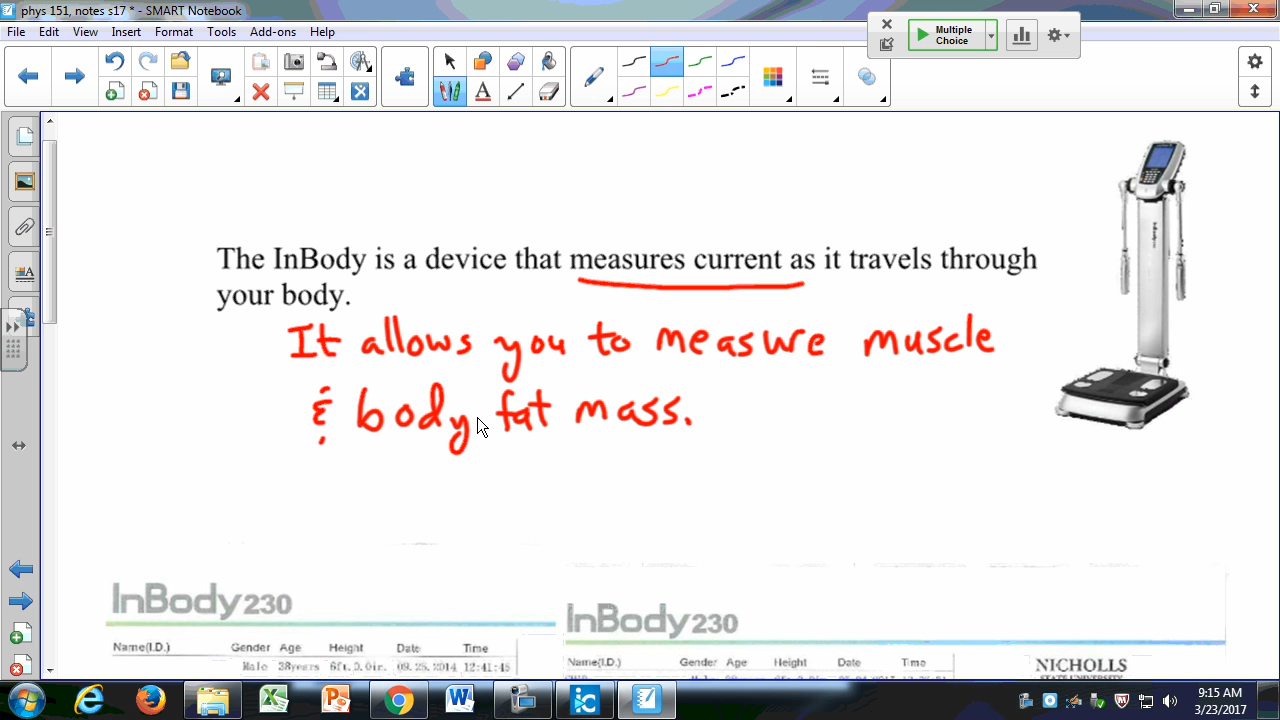 phys 151, notes s17 * - SMART Notebook
File Edit View Insert Format Tools Add-ons Help
Multiple
Choice
The InBody is a device that measures current as it travels through
your body.
It allows you to measure muscle
& body fat mass.
InBody230
Name(I.D.) Gender Age Height Date Time
Male 38years 6ft.0.0in. 09.25.2014 12:41:45
InBody230
Name(I.D.) Gender Age Height Date Time
NICHOLLS
STATE UNIVERSITY
9:15 AM
3/23/2017